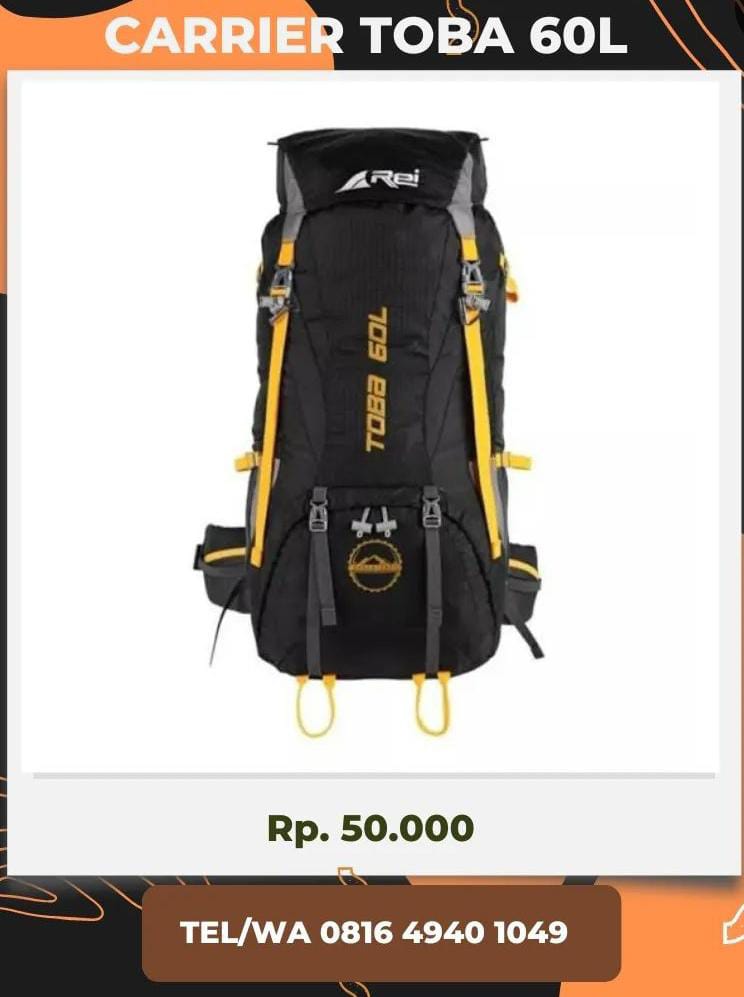 CARRIER TOBA 60L
Rei
TOBA 60L
Rp. 50.000
TEL/WA 0816 4940 1049